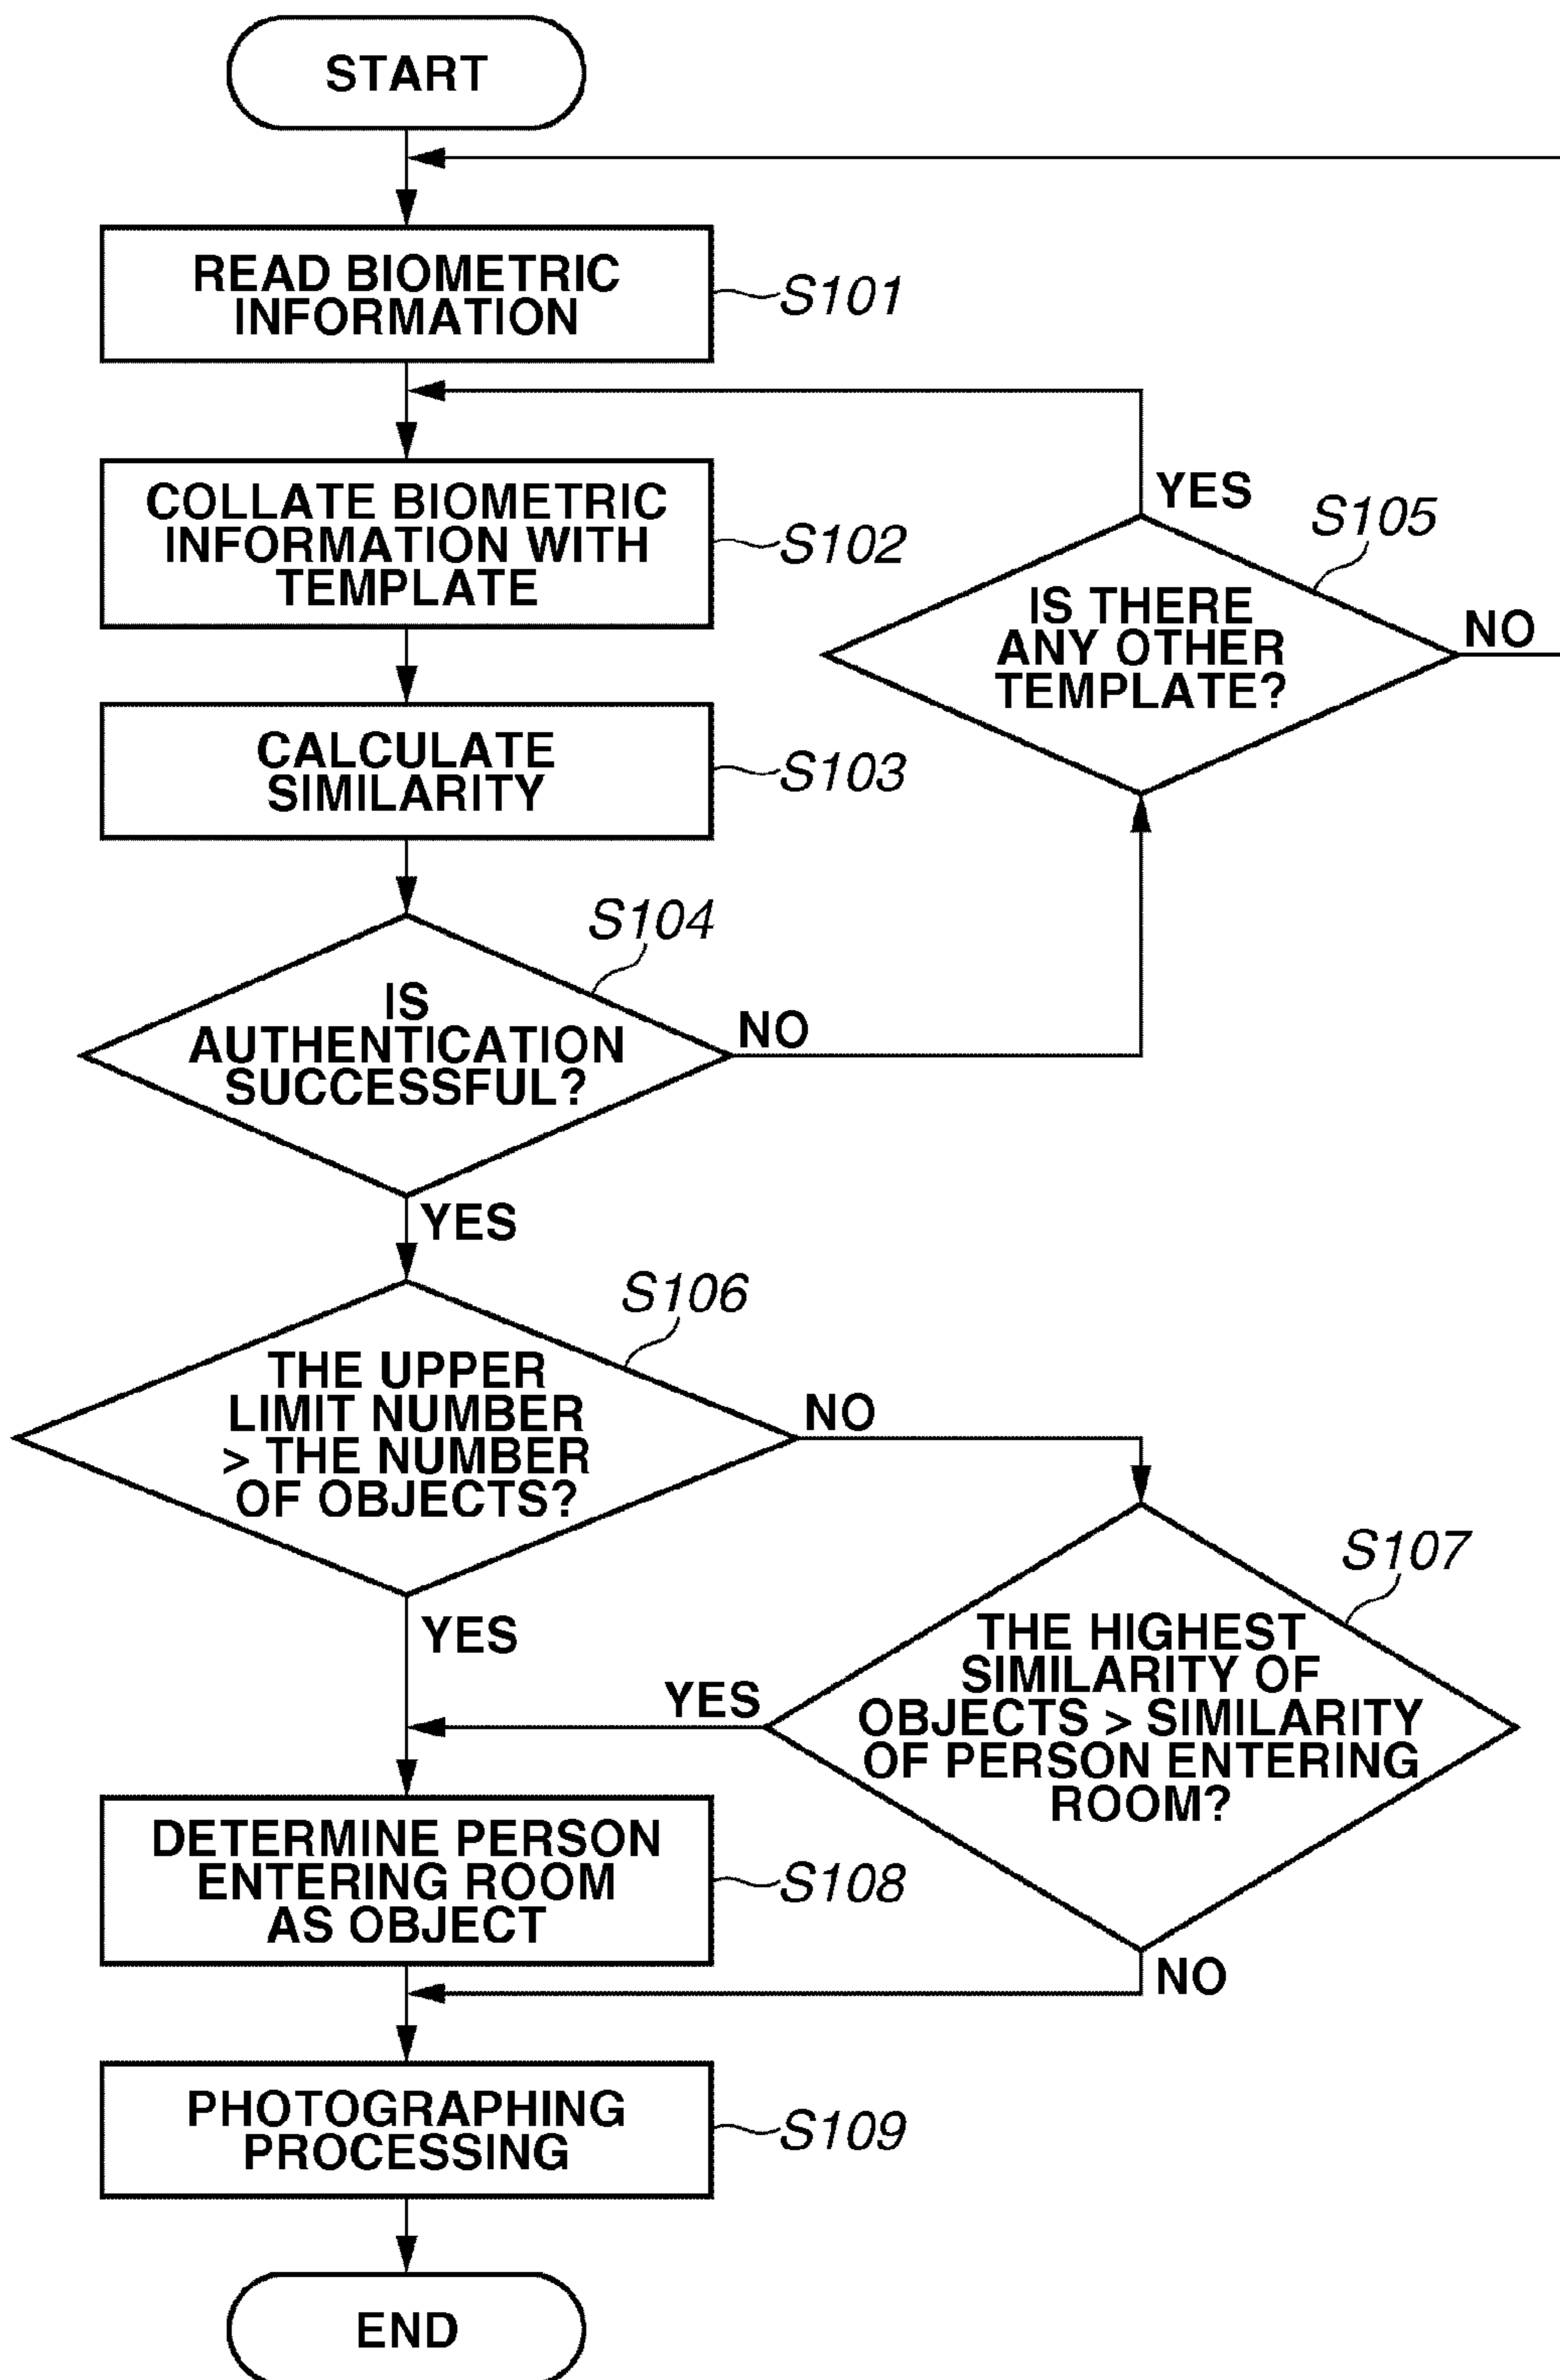 START
READ BIOMETRIC
INFORMATION
S101
COLLATE BIOMETRIC
INFORMATION WITH
TEMPLATE
S102
YES
S105
IS THERE
ANY OTHER
TEMPLATE?
NO
CALCULATE
SIMILARITY
S103
S104
IS
AUTHENTICATION
SUCCESSFUL?
NO
YES
S106
THE UPPER
LIMIT NUMBER
> THE NUMBER
OF OBJECTS?
NO
YES
S107
THE HIGHEST
SIMILARITY OF
OBJECTS > SIMILARITY
OF PERSON ENTERING
ROOM?
YES
NO
DETERMINE PERSON
ENTERING ROOM
AS OBJECT
S108
PHOTOGRAPHING
PROCESSING
S109
END